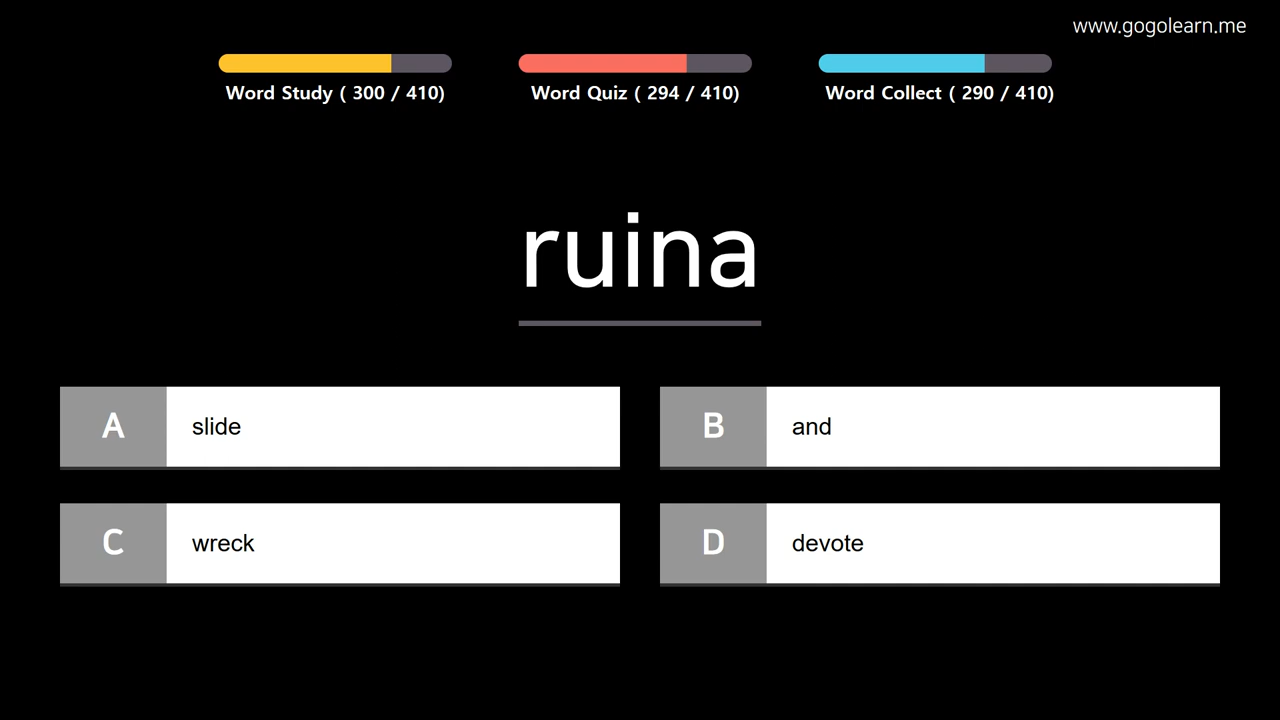 www.gogolearn.me
Word Study ( 300 / 410)
Word Quiz ( 294 / 410)
Word Collect ( 290 / 410)
ruina
A slide
B and
C wreck
D devote